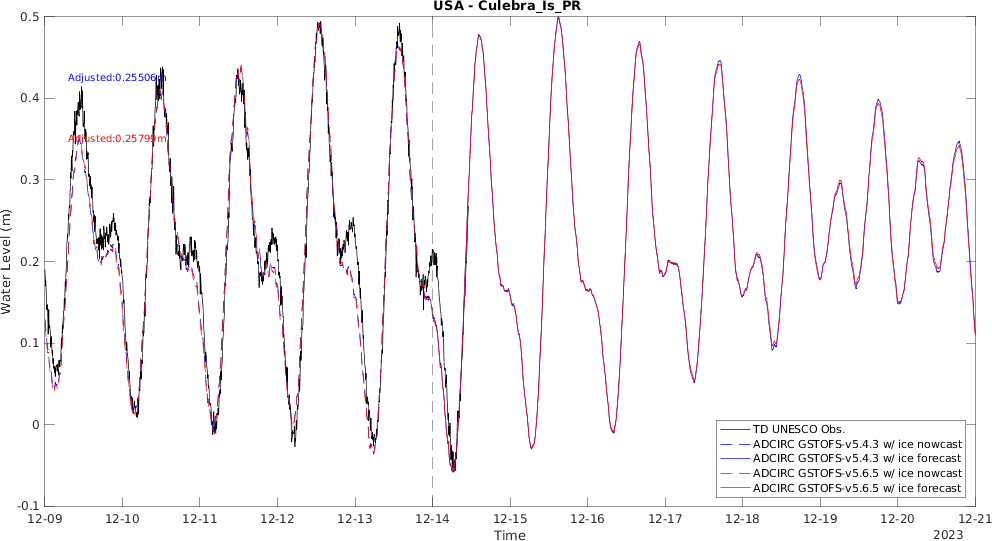 USA - Culebra_Is_PR
0.5
Adjusted:0.25506m
0.4
Adjusted:0.25799m
0.3
0.2
0.1
0
-0.1
Water Level (m)
TD UNESCO Obs.
ADCIRC GSTOFS-v5.4.3 w/ ice nowcast
ADCIRC GSTOFS-v5.4.3 w/ ice forecast
ADCIRC GSTOFS-v5.6.5 w/ ice nowcast
ADCIRC GSTOFS-v5.6.5 w/ ice forecast
12-09 12-10 12-11 12-12 12-13 12-14 12-15 12-16 12-17 12-18 12-19 12-20 12-21
Time
2023